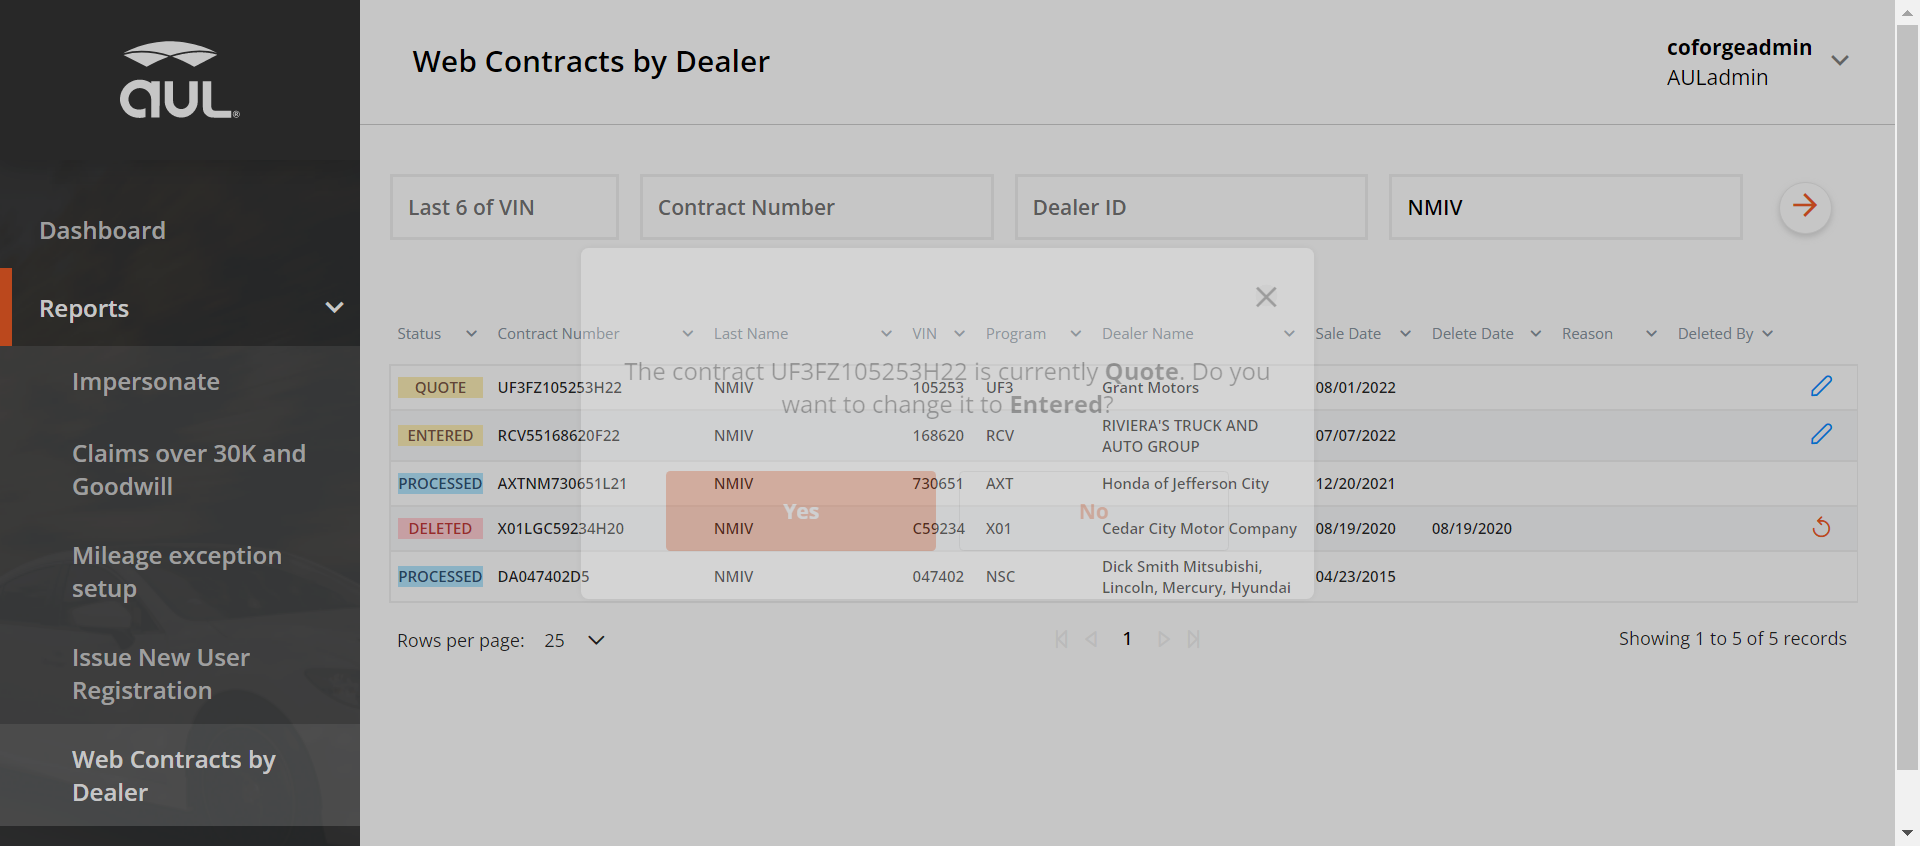 aUL®
Dashboard
Reports
Impersonate
Claims over 30K and
Goodwill
Mileage exception
setup
Issue New User
Registration
Web Contracts by
Dealer
Web Contracts by Dealer
coforgeadmin
AULadmin
Last 6 of VIN
Contract Number
Dealer ID
NMIV
Status Contract Number Last Name VIN Program Dealer Name Sale Date Delete Date Reason Deleted By
The contract UF3FZ105253H22 is currently Quote. Do you
want to change it to Entered?
Yes
No
QUOTE UF3FZ105253H22 NMIV 105253 UF3 Grant Motors 08/01/2022
ENTERED RCV55168620F22 NMIV 168620 RCV RIVIERA'S TRUCK AND
AUTO GROUP 07/07/2022
PROCESSED AXTNM730651L21 NMIV 730651 AXT Honda of Jefferson City 12/20/2021
DELETED X01LGC59234H20 NMIV C59234 X01 Cedar City Motor Company 08/19/2020 08/19/2020
PROCESSED DA047402D5 NMIV 047402 NSC Dick Smith Mitsubishi,
Lincoln, Mercury, Hyundai 04/23/2015
Rows per page: 25
1
Showing 1 to 5 of 5 records